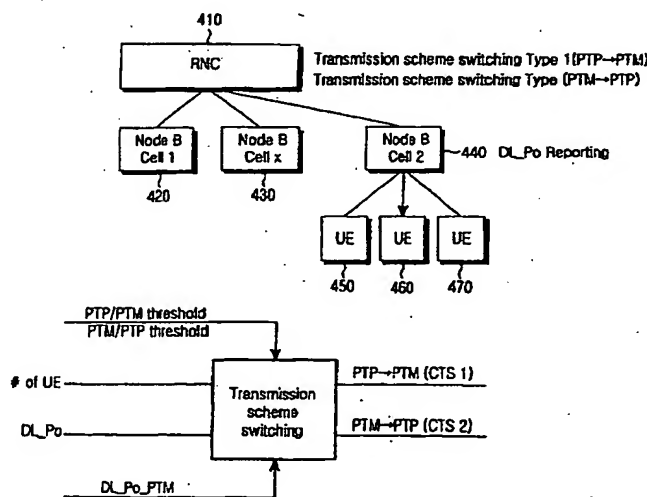 410
RNC
Transmission scheme switching Type 1(PTP→PTM)
Transmission scheme switching Type (PTM→PTP)
Node B
Cell 1
Node B
Cell x
Node B
Cell 2
440 DL_Po Reporting
420
430
UE
UE
UE
450
460
470
PTP/PTM threshold
PTM/PTP threshold
# of UE
DL_Po
Transmission
scheme
switching
PTP→PTM (CTS 1)
PTM→PTP (CTS 2)
DL_Po_PTM